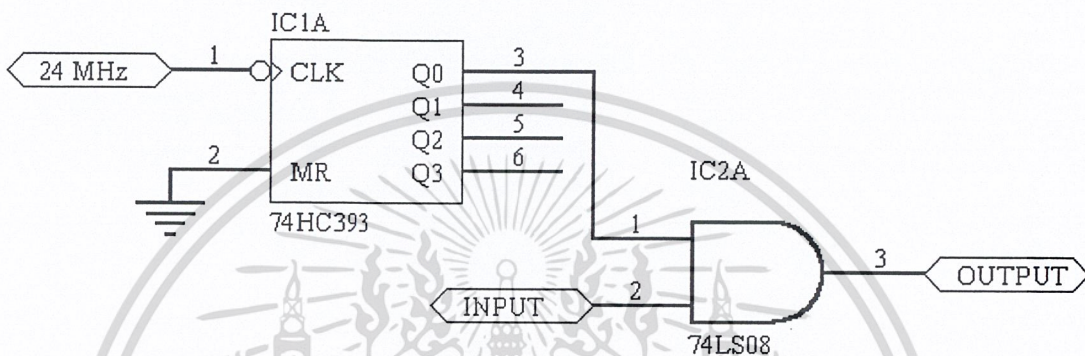 IC1A
24 MHz
1
CLK
Q0
3
Q1
4
Q2
5
2
MR
Q3
6
74HC393
IC2A
1
INPUT
2
3
OUTPUT
74LS08